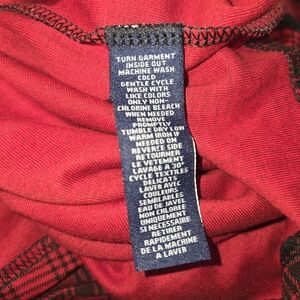 TURN GARMENT
INSIDE OUT
MACHINE WASH
COLD
GENTLE CYCLE
WASH WITH
LIKE COLORS
ONLY NON-
CHLORINE BLEACH
WHEN NEEDED
REMOVE
PROMPTLY
TUMBLE DRY LOW
WARM IRON IF
NEEDED ON
REVERSE SIDE
RETOURNER
LE VETEMENT
LAVAGE A 30°
CYCLE TEXTILES
DELICATS
LAVER AVEC
COULEURS
SEMBLABLES
EAU DE JAVEL
NON CHLOREE
UNIQUEMENT
SI NECESSAIRE
RETIRER
RAPIDEMENT
DE LA MACHINE
A LAVER